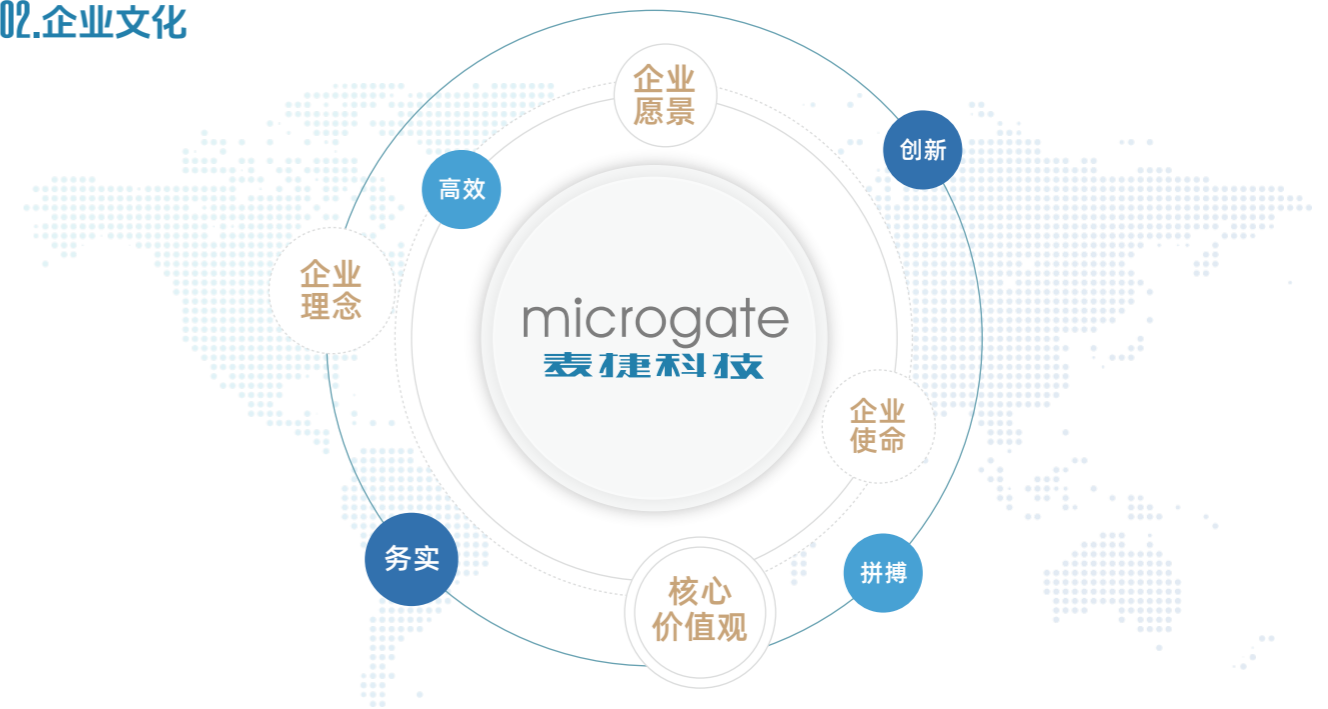 02.企业文化
企业
愿景
创新
高效
企业
理念
microgate
麦捷科技
企业
使命
务实
拼搏
核心
价值观